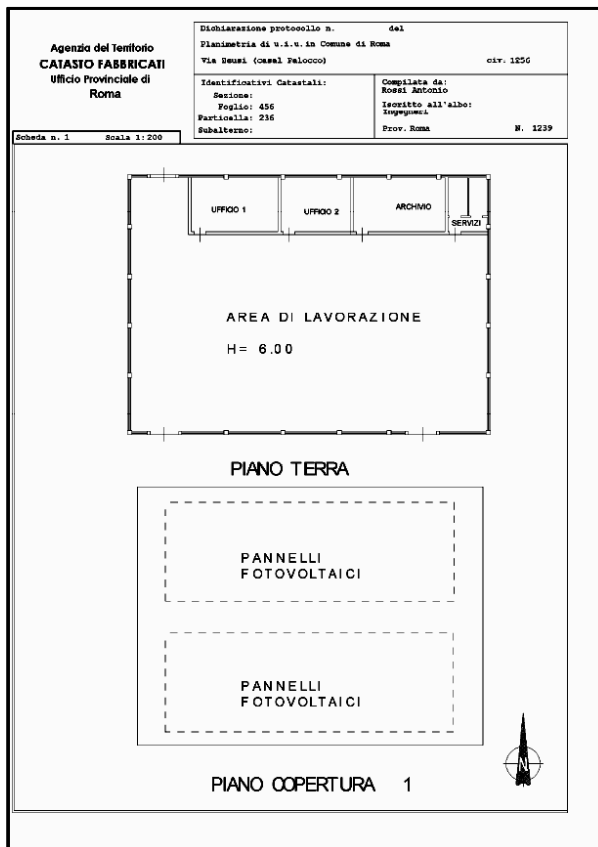 Agenzia del Territorio
CATASTO FABBRICATI
Ufficio Provinciale di
Roma
Dichiarazione protocollo n. del
Planimetria di u.i.u. in Comune di Roma
Via Seusi (casal Palocco) civ. 1256
Identificativi Catastali:
Sezione:
Foglio: 456
Particella: 236
Subalterno:
Compilata da:
Rossi Antonio
Iscritto all'albo:
Ingegneri
Prov. Roma N. 1239
Scheda n. 1 Scala 1:200
UFFICIO 1
UFFICIO 2
ARCHIVIO
SERVIZI
AREA DI LAVORAZIONE
H= 6.00
PIANO TERRA
PANNELLI
FOTOVOLTAICI
PANNELLI
FOTOVOLTAICI
N
PIANO COPERTURA 1